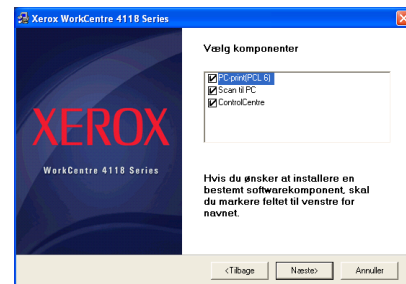 Xerox WorkCentre 4118 Series
Vælg komponenter
PC-print(PCL 6)
Scan til PC
ControlCentre
XEROX
WorkCentre 4118 Series
Hvis du ønsker at installere en
bestemt softwarekomponent, skal
du markere feltet til venstre for
navnet.
<Tilbage
Næste>
Annuller